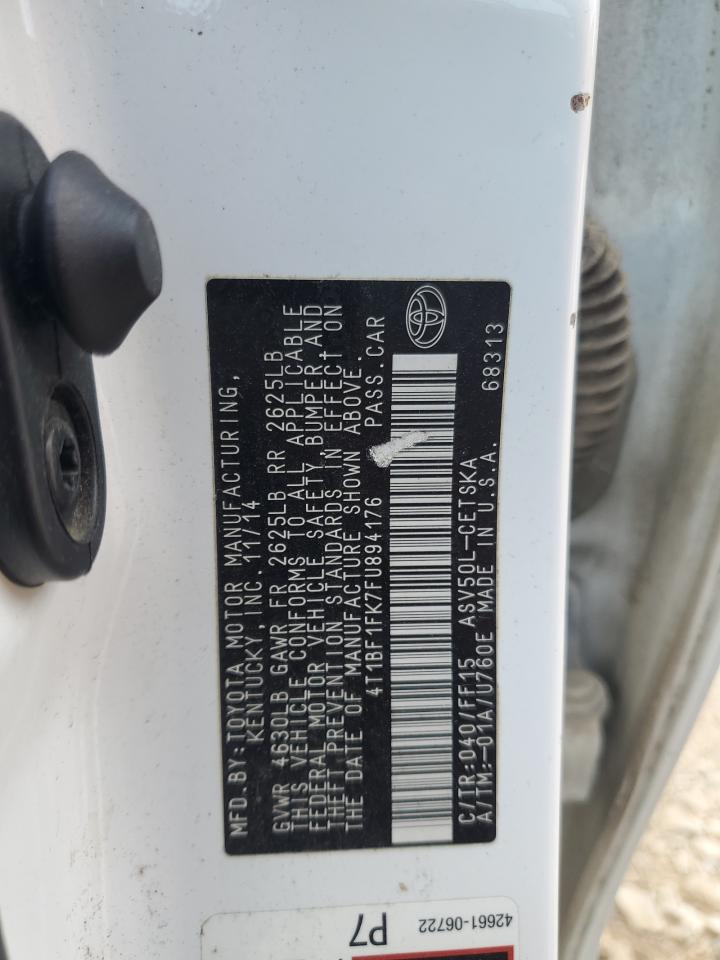 MFD. BY: TOYOTA MOTOR MANUFACTURING,
KENTUCKY, INC. 11/14
GVWR 4630LB GAWR FR 2625LB RR 2625LB
THIS VEHICLE CONFORMS TO ALL APPLICABLE
FEDERAL MOTOR VEHICLE SAFETY, BUMPER, AND
THEFT PREVENTION STANDARDS IN EFFECT ON
THE DATE OF MANUFACTURE SHOWN ABOVE.
4T1BF1FK7FU894176 PASS. CAR
C/TR: 040/FF15 ASV50L-CETSKA
A/TM: -01A/U760E MADE IN U.S.A. 68313
42661-06722
P7